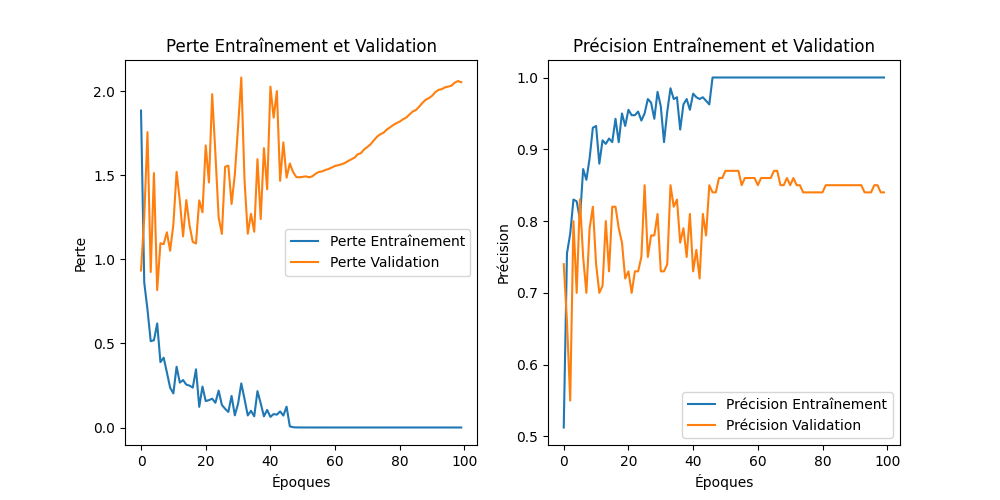 Perte Entraînement et Validation
Perte
2.0
1.5
1.0
0.5
0.0
Perte Entraînement
Perte Validation
0 20 40 60 80 100
Époques
Précision Entraînement et Validation
Précision
1.0
0.9
0.8
0.7
0.6
0.5
Précision Entraînement
Précision Validation
0 20 40 60 80 100
Époques